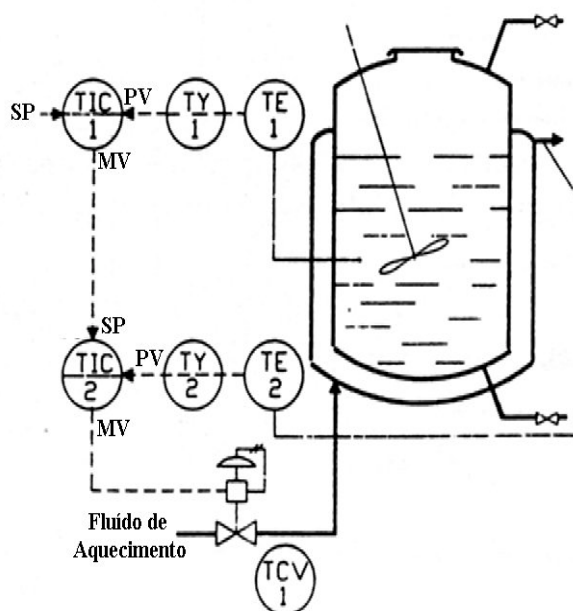 SP
TIC
1
PV
TY
1
TE
1
MV
SP
TIC
2
PV
TY
2
TE
2
MV
Fluído de
Aquecimento
TCV
1